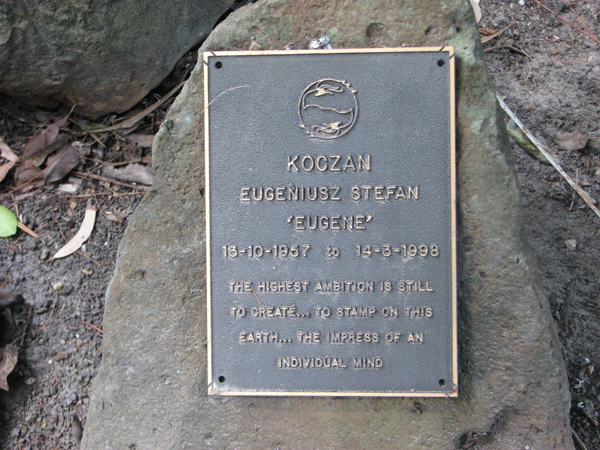 KOCZAN
EUGENIUSZ STEFAN
'EUGENE'
13-10-1957 to 14-3-1998
THE HIGHEST AMBITION IS STILL
TO CREATE... TO STAMP ON THIS
EARTH... THE IMPRESS OF AN
INDIVIDUAL MIND